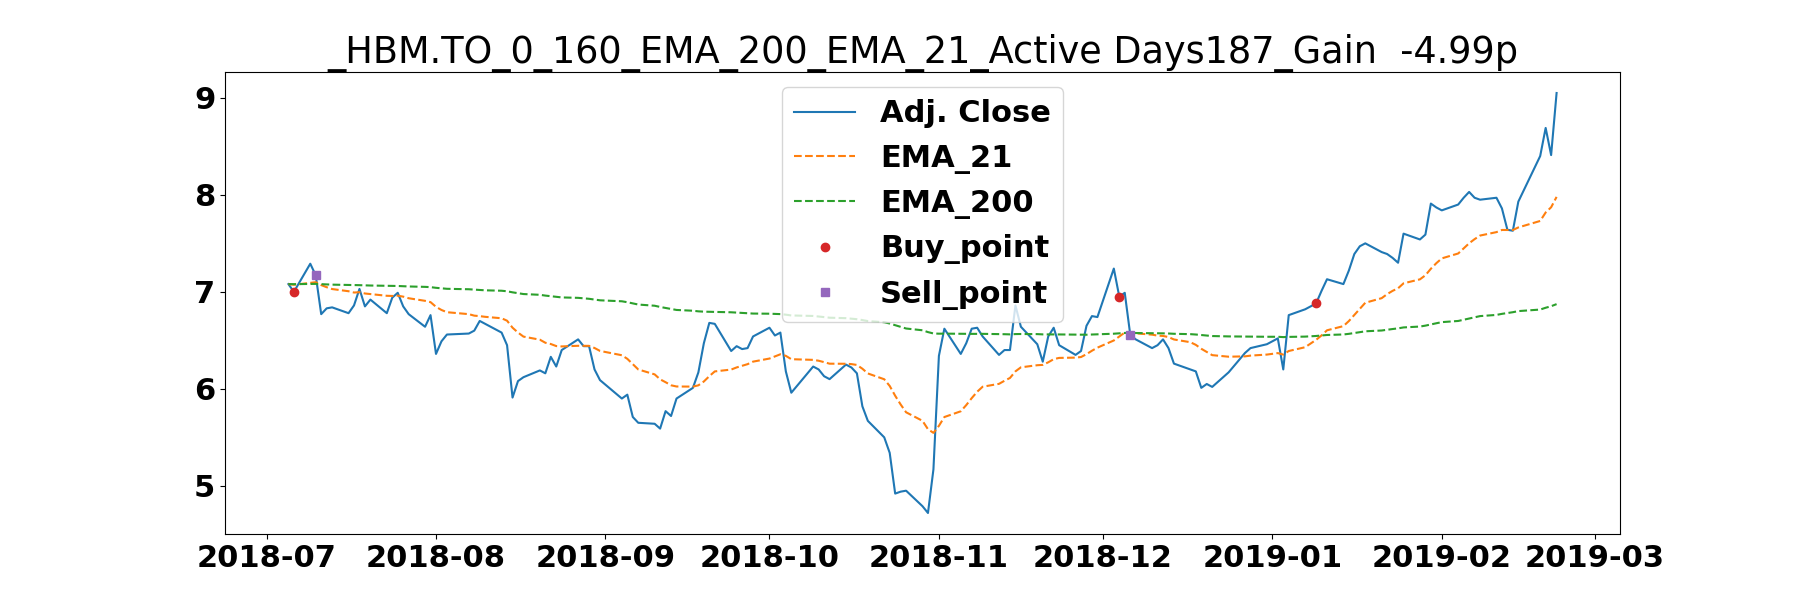 _HBM.TO_0_160_EMA_200_EMA_21_Active Days187_Gain  -4.99p
9
8
7
6
5
Adj. Close
EMA_21
EMA_200
Buy_point
Sell_point
2018-07 2018-08 2018-09 2018-10 2018-11 2018-12 2019-01 2019-02 2019-03